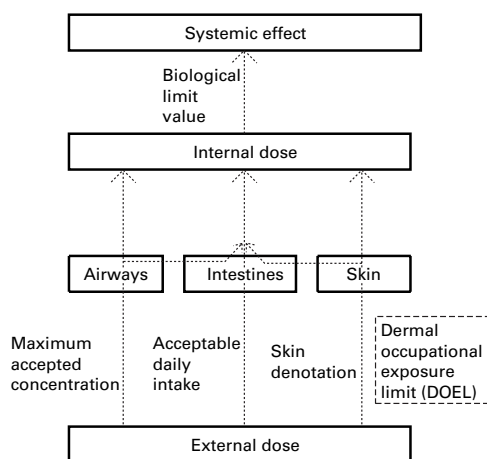 Systemic effect
Biological
limit
value
Internal dose
Airways
Intestines
Skin
Maximum
accepted
concentration
Acceptable
daily
intake
Skin
denotation
Dermal
occupational
exposure
limit (DOEL)
External dose